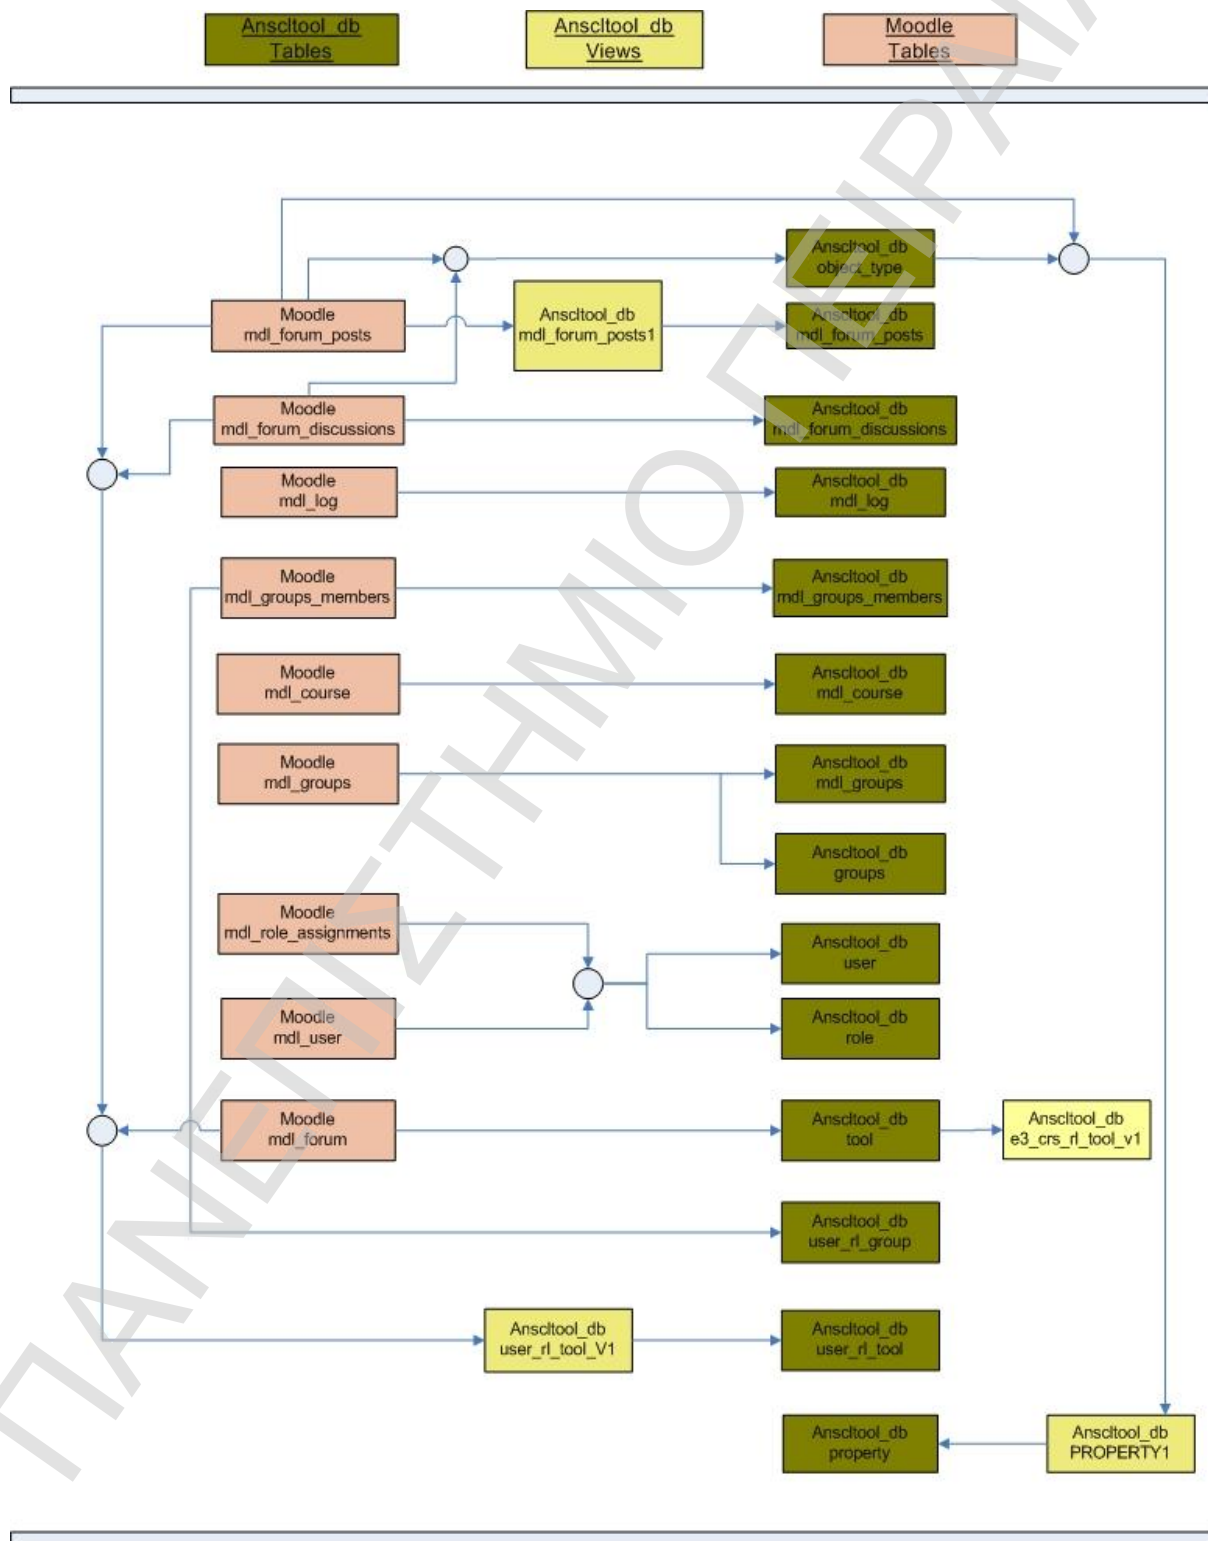 Anscltool_db
Tables
Anscltool_db
Views
Moodle
Tables
Anscltool_db
object_type
Moodle
mdl_forum_posts
Anscltool_db
mdl_forum_posts1
Anscltool_db
mdl_forum_posts
Moodle
mdl_forum_discussions
Anscltool_db
mdl_forum_discussions
Moodle
mdl_log
Anscltool_db
mdl_log
Moodle
mdl_groups_members
Anscltool_db
mdl_groups_members
Moodle
mdl_course
Anscltool_db
mdl_course
Moodle
mdl_groups
Anscltool_db
mdl_groups
Anscltool_db
groups
Moodle
mdl_role_assignments
Anscltool_db
user
Moodle
mdl_user
Anscltool_db
role
Moodle
mdl_forum
Anscltool_db
tool
Anscltool_db
e3_crs_rl_tool_v1
Anscltool_db
user_rl_group
Anscltool_db
user_rl_tool_V1
Anscltool_db
user_rl_tool
Anscltool_db
property
Anscltool_db
PROPERTY1
ΠΑΝΕΠΙΣΤΗΜΙΟ ΠΕΙΡΑΙΑ